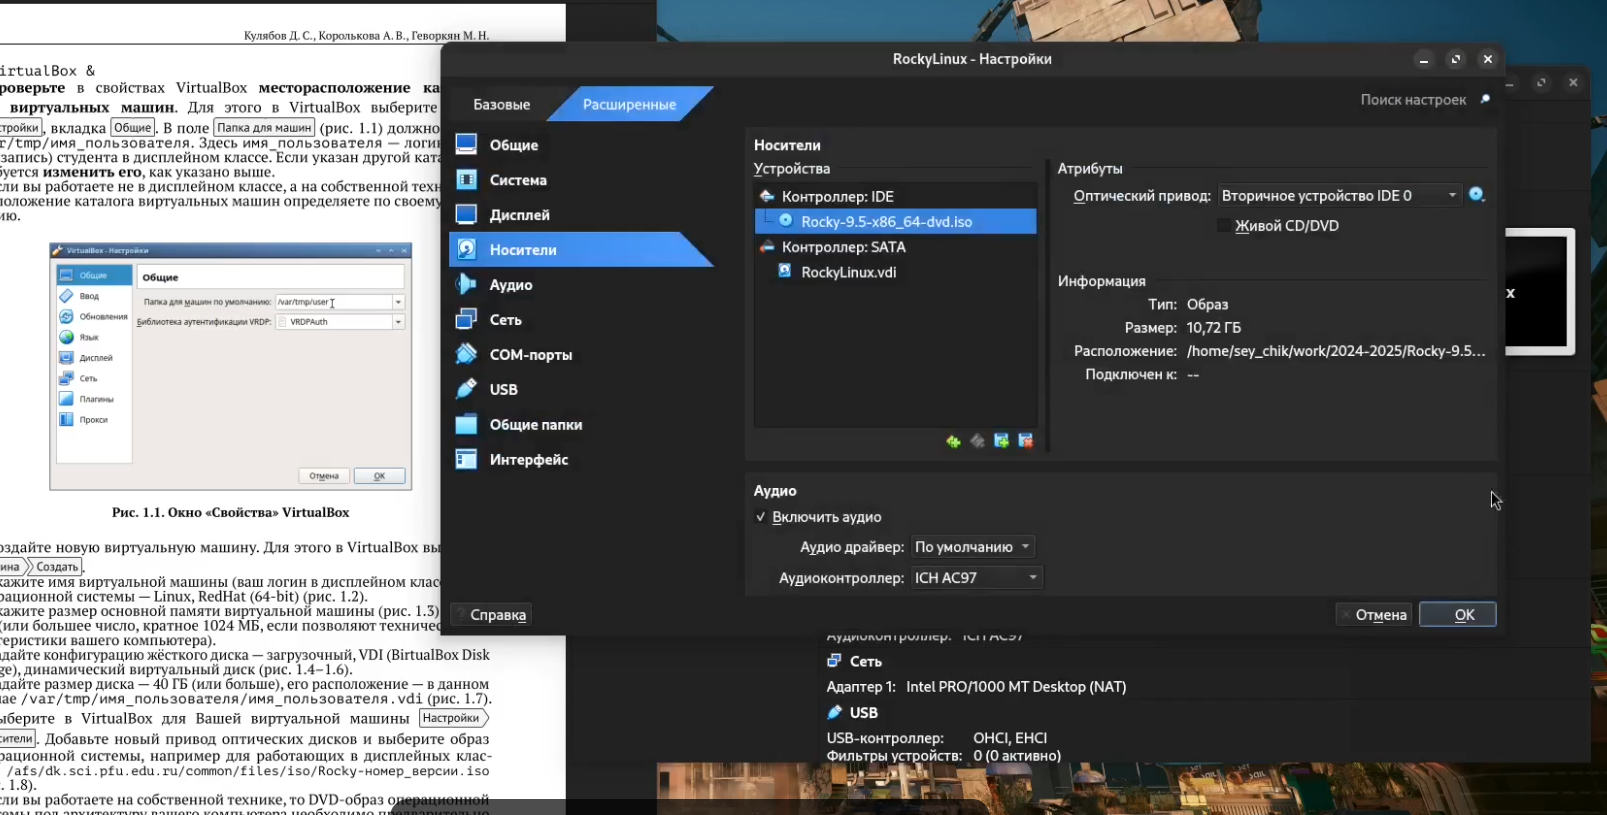 Кулябов Д. С., Королькова А. В., Геворкян М. Н.
irtualBox &
роверьте в свойствах VirtualBox месторасположение ка
виртуальных машин. Для этого в VirtualBox выберите
тройки, вкладка Общие. В поле Папка для машин (рис. 1.1) должно
r/tmp/имя_пользователя. Здесь имя_пользователя — логи
запись) студента в дисплейном классе. Если указан другой ката
буется изменить его, как указано выше.
сли вы работаете не в дисплейном классе, а на собственной техн
положение каталога виртуальных машин определяете по своему
ию.
VirtualBox - Настройки
Общие
Ввод
Обновления
Язык
Дисплей
Сеть
Плагины
Прокси
Общие
Папка для машин по умолчанию: /var/tmp/user
Библиотека аутентификации VRDP: VRDPAuth
Отмена
OK
Рис. 1.1. Окно «Свойства» VirtualBox
оздайте новую виртуальную машину. Для этого в VirtualBox вы
ина Создать.
кажите имя виртуальной машины (ваш логин в дисплейном клас
рационной системы — Linux, RedHat (64-bit) (рис. 1.2).
кажите размер основной памяти виртуальной машины (рис. 1.3)
(или большее число, кратное 1024 МБ, если позволяют техничес
теристики вашего компьютера).
адайте конфигурацию жёсткого диска — загрузочный, VDI (BirtualBox Disk
ge), динамический виртуальный диск (рис. 1.4–1.6).
адайте размер диска — 40 ГБ (или больше), его расположение — в данном
ае /var/tmp/имя_пользователя/имя_пользователя.vdi (рис. 1.7).
ыберите в VirtualBox для Вашей виртуальной машины Настройки
сители. Добавьте новый привод оптических дисков и выберите образ
рационной системы, например для работающих в дисплейных клас-
/afs/dk.sci.pfu.edu.ru/common/files/iso/Rocky-номер_версии.iso
. 1.8).
сли вы работаете на собственной технике, то DVD-образ операционной
RockyLinux - Настройки
Базовые
Расширенные
Поиск настроек
Общие
Система
Дисплей
Носители
Аудио
Сеть
COM-порты
USB
Общие папки
Интерфейс
Носители
Устройства
Контроллер: IDE
Rocky-9.5-x86_64-dvd.iso
Контроллер: SATA
RockyLinux.vdi
Атрибуты
Оптический привод: Вторичное устройство IDE 0
Живой CD/DVD
Информация
Тип: Образ
Размер: 10,72 ГБ
Расположение: /home/sey_chik/work/2024-2025/Rocky-9.5...
Подключен к: --
Аудио
Включить аудио
Аудио драйвер: По умолчанию
Аудиоконтроллер: ICH AC97
Справка
Отмена
OK
x
Аудиоконтроллер: ICH AC97
Сеть
Адаптер 1: Intel PRO/1000 MT Desktop (NAT)
USB
USB-контроллер: OHCI, EHCI
Фильтры устройств: 0 (0 активно)